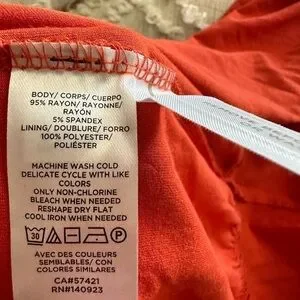 BODY/ CORPS/ CUERPO
95% RAYON/ RAYONNE/
RAYÓN
5% SPANDEX
LINING/ DOUBLURE/ FORRO
100% POLYESTER/
POLIÉSTER
MACHINE WASH COLD
DELICATE CYCLE WITH LIKE
COLORS
ONLY NON-CHLORINE
BLEACH WHEN NEEDED
RESHAPE DRY FLAT
COOL IRON WHEN NEEDED
30
P
AVEC DES COULEURS
SEMBLABLES/ CON
COLORES SIMILARES
CA#57421
RN#140923